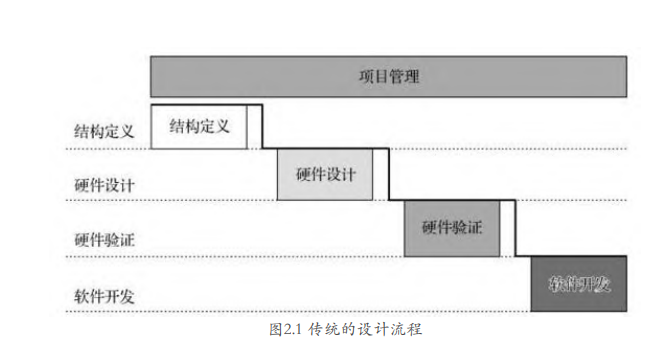 项目管理
结构定义
结构定义
硬件设计
硬件设计
硬件验证
硬件验证
软件开发
软件开发
图2.1 传统的设计流程